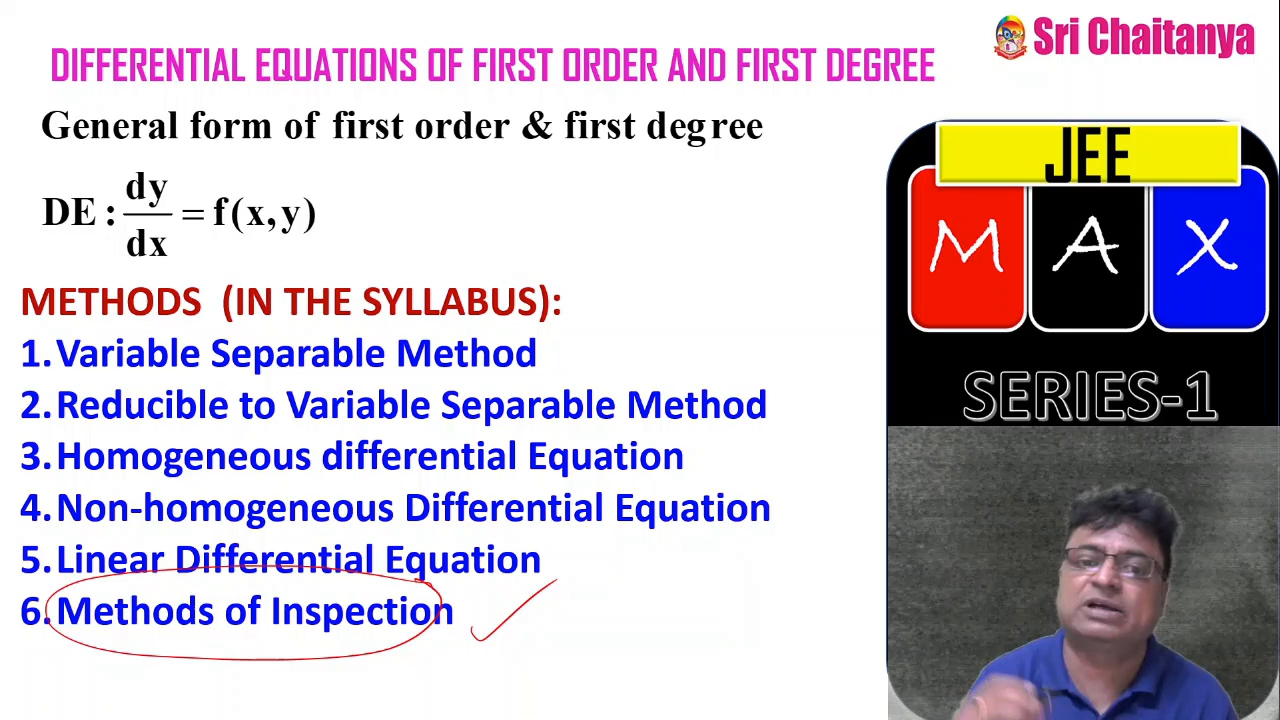 DIFFERENTIAL EQUATIONS OF FIRST ORDER AND FIRST DEGREE
Sri Chaitanya
General form of first order & first degree
DE : dy/dx = f(x,y)
METHODS (IN THE SYLLABUS):
1. Variable Separable Method
2. Reducible to Variable Separable Method
3. Homogeneous differential Equation
4. Non-homogeneous Differential Equation
5. Linear Differential Equation
6. Methods of Inspection
JEE
M A X
SERIES-1